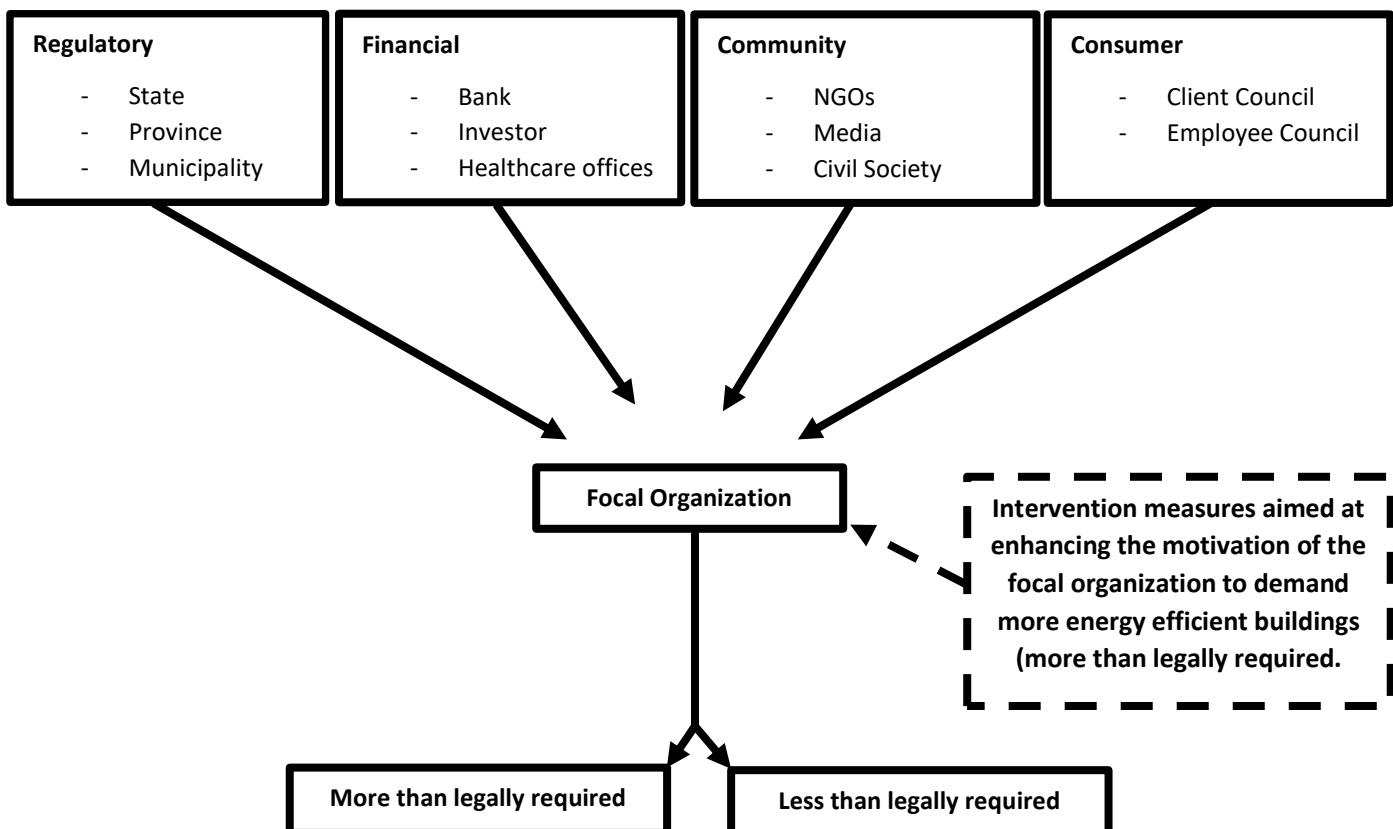 Regulatory
- State
- Province
- Municipality
Financial
- Bank
- Investor
- Healthcare offices
Community
- NGOs
- Media
- Civil Society
Consumer
- Client Council
- Employee Council
Focal Organization
Intervention measures aimed at
enhancing the motivation of the
focal organization to demand
more energy efficient buildings
(more than legally required.
More than legally required
Less than legally required